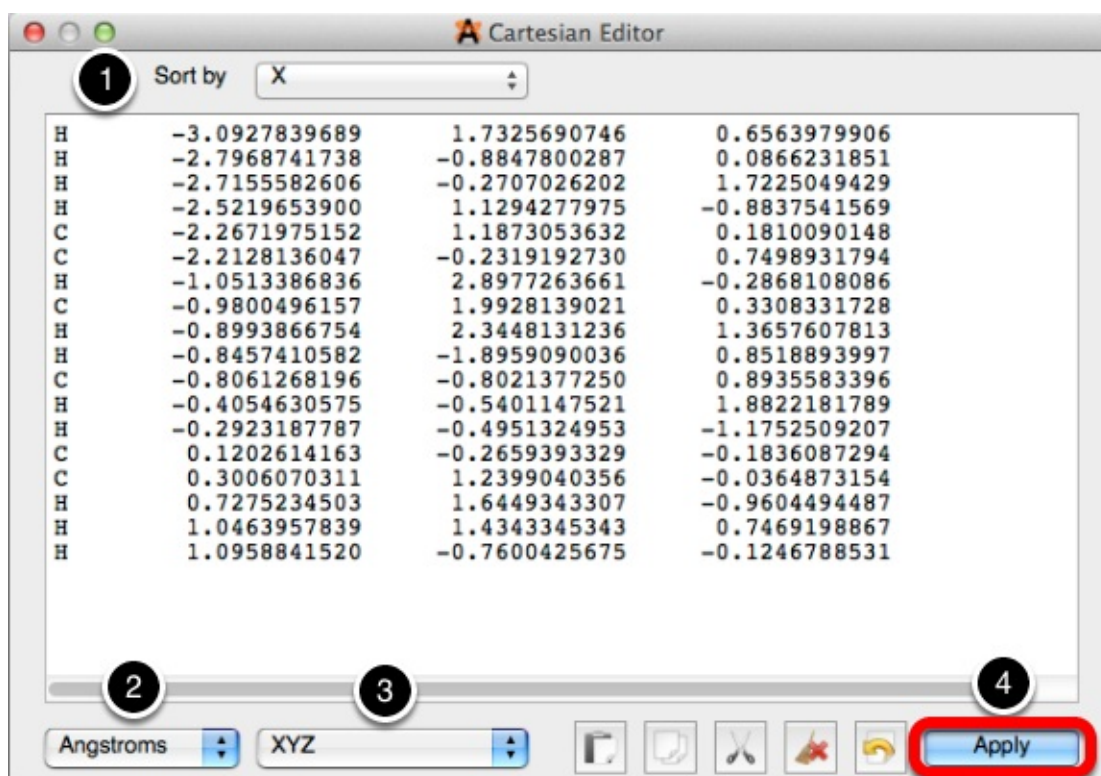 Cartesian Editor
1 Sort by X
H -3.0927839689 1.7325690746 0.6563979906
H -2.7968741738 -0.8847800287 0.0866231851
H -2.7155582606 -0.2707026202 1.7225049429
H -2.5219653900 1.1294277975 -0.8837541569
C -2.2671975152 1.1873053632 0.1810090148
C -2.2128136047 -0.2319192730 0.7498931794
H -1.0513386836 2.8977263661 -0.2868108086
C -0.9800496157 1.9928139021 0.3308331728
H -0.8993866754 2.3448131236 1.3657607813
H -0.8457410582 -1.8959090036 0.8518893997
C -0.8061268196 -0.8021377250 0.8935583396
H -0.4054630575 -0.5401147521 1.8822181789
H -0.2923187787 -0.4951324953 -1.1752509207
C 0.1202614163 -0.2659393329 -0.1836087294
C 0.3006070311 1.2399040356 -0.0364873154
H 0.7275234503 1.6449343307 -0.9604494487
H 1.0463957839 1.4343345343 0.7469198867
H 1.0958841520 -0.7600425675 -0.1246788531
2 3 4
Angstroms XYZ Apply